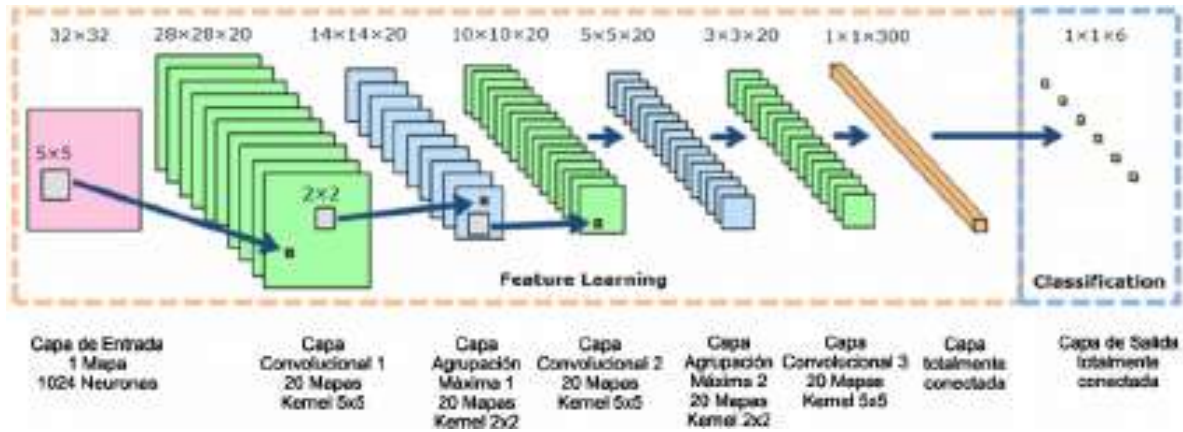 32×32 28×28×20 14×14×20 10×10×20 5×5×20 3×3×20 1×1×300 1×1×6
5×5
2×2
Feature Learning
Classification
Capa de Entrada
1 Mapa
1024 Neuronas
Capa
Convolucional 1
20 Mapas
Kernel 5x5
Capa
Agrupación
Máxima 1
20 Mapas
Kernel 2x2
Capa
Convolucional 2
20 Mapas
Kernel 5x5
Capa
Agrupación
Máxima 2
20 Mapas
Kernel 2x2
Capa
Convolucional 3
20 Mapas
Kernel 5x5
Capa
totalmente
conectada
Capa de Salida
totalmente
conectada